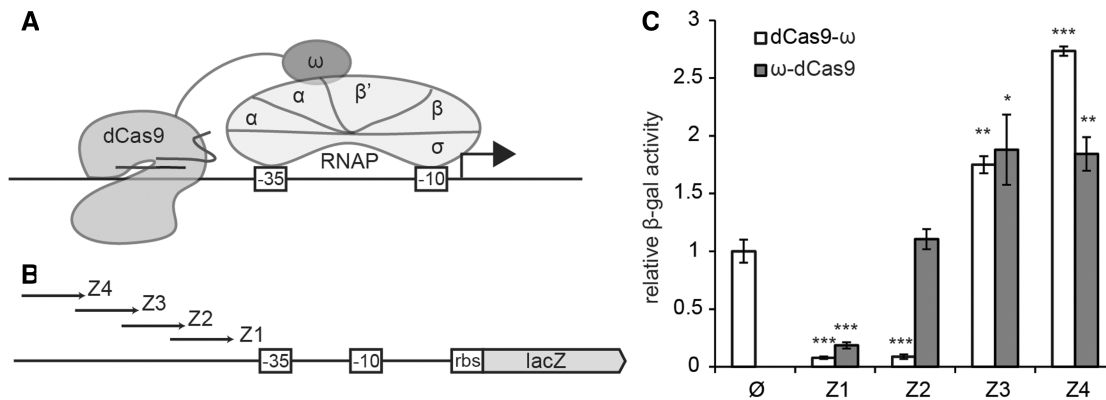 A
ω
α
β'
α
β
dCas9
σ
RNAP
-35
-10
B
Z4
Z3
Z2
Z1
-35
-10
rbs
lacZ
C
3
2.5
2
1.5
1
0.5
0
relative β-gal activity
dCas9-ω
ω-dCas9
***
***
***
**
*
***
**
Ø
Z1
Z2
Z3
Z4